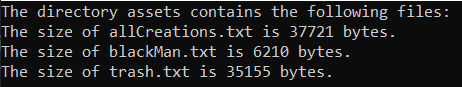 The directory assets contains the following files:
The size of allCreations.txt is 37721 bytes.
The size of blackMan.txt is 6210 bytes.
The size of trash.txt is 35155 bytes.